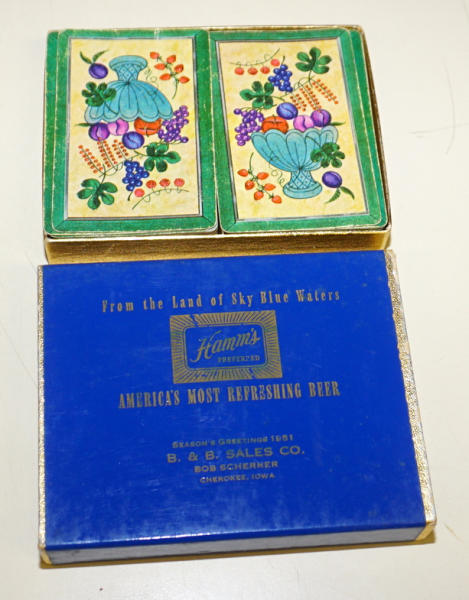 From the Land of Sky Blue Waters
Hamm's
PREFERRED
AMERICA'S MOST REFRESHING BEER
SEASON'S GREETINGS 1951
B. & B. SALES CO.
BOB SCHERNER
CHEROKEE, IOWA